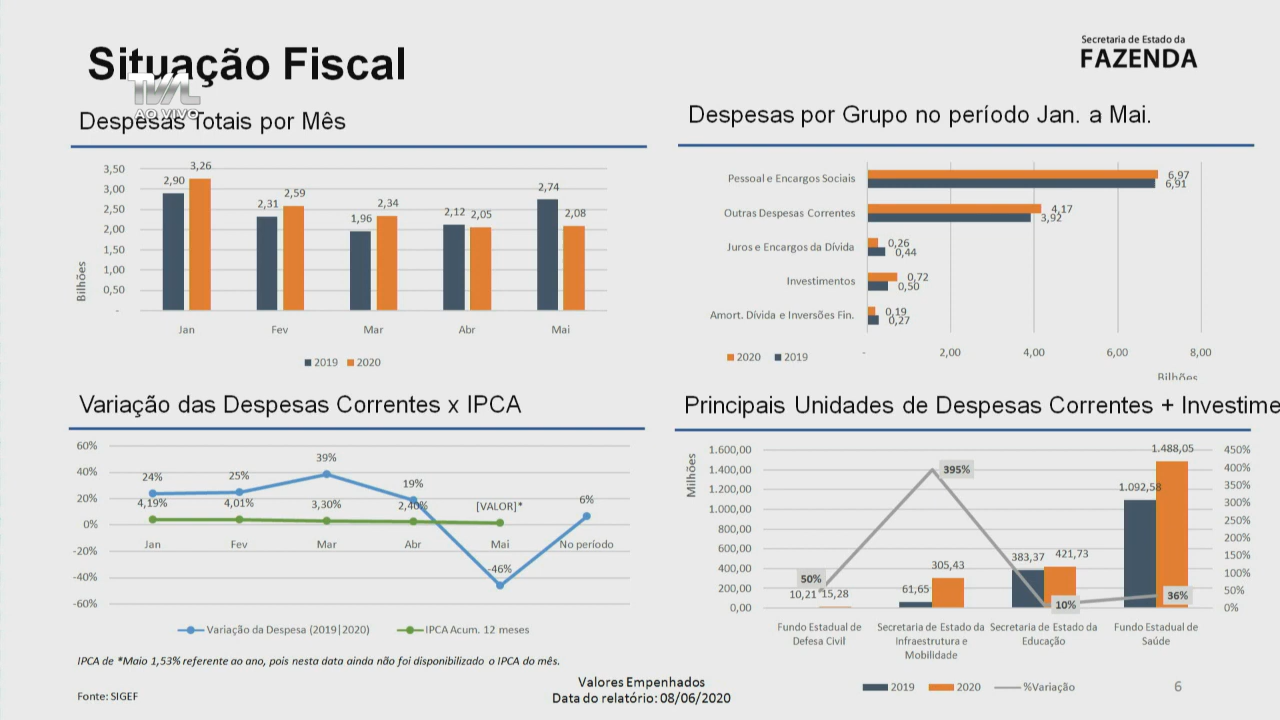 Situação Fiscal
Secretaria de Estado da
FAZENDA
TVAL
AO VIVO
Despesas Totais por Mês
3,50
3,00
2,50
2,00
1,50
1,00
0,50
-
Bilhões
2,90
3,26
2,31
2,59
1,96
2,34
2,12
2,05
2,74
2,08
Jan
Fev
Mar
Abr
Mai
2019
2020
Despesas por Grupo no período Jan. a Mai.
Pessoal e Encargos Sociais
6,97
6,91
Outras Despesas Correntes
4,17
3,92
Juros e Encargos da Dívida
0,26
0,44
Investimentos
0,72
0,50
Amort. Dívida e Inversões Fin.
0,19
0,27
-
2,00
4,00
6,00
8,00
Bilhões
2020
2019
Variação das Despesas Correntes x IPCA
60%
40%
20%
0%
-20%
-40%
-60%
24%
25%
39%
19%
-46%
6%
4,19%
4,01%
3,30%
2,40%
[VALOR]*
Jan
Fev
Mar
Abr
Mai
No período
Variação da Despesa (2019|2020)
IPCA Acum. 12 meses
IPCA de *Maio 1,53% referente ao ano, pois nesta data ainda não foi disponibilizado o IPCA do mês.
Fonte: SIGEF
Principais Unidades de Despesas Correntes + Investime
Milhões
1.600,00
1.400,00
1.200,00
1.000,00
800,00
600,00
400,00
200,00
0,00
450%
400%
350%
300%
250%
200%
150%
100%
50%
0%
50%
10,21
15,28
395%
61,65
305,43
383,37
421,73
10%
1.092,58
1.488,05
36%
Fundo Estadual de
Defesa Civil
Secretaria de Estado da
Infraestrutura e
Mobilidade
Secretaria de Estado da
Educação
Fundo Estadual de
Saúde
2019
2020
%Variação
Valores Empenhados
Data do relatório: 08/06/2020
6